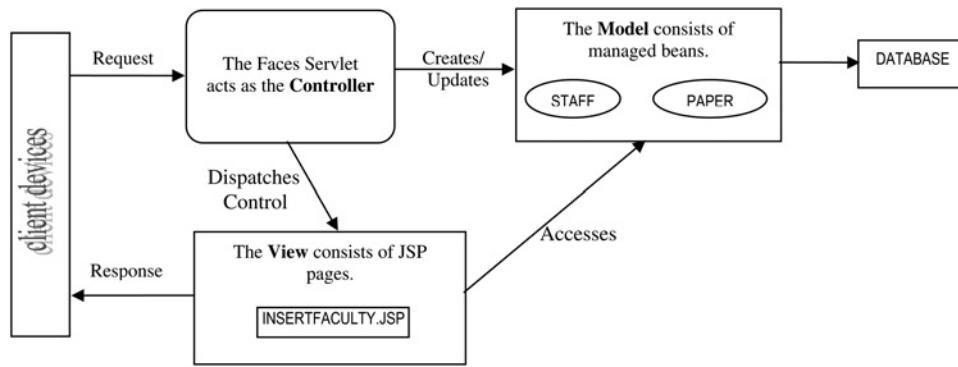 client devices
Request
The Faces Servlet
acts as the Controller
Creates/
Updates
The Model consists of
managed beans.
STAFF
PAPER
DATABASE
Dispatches
Control
Accesses
Response
The View consists of JSP
pages.
INSERTFACULTY.JSP